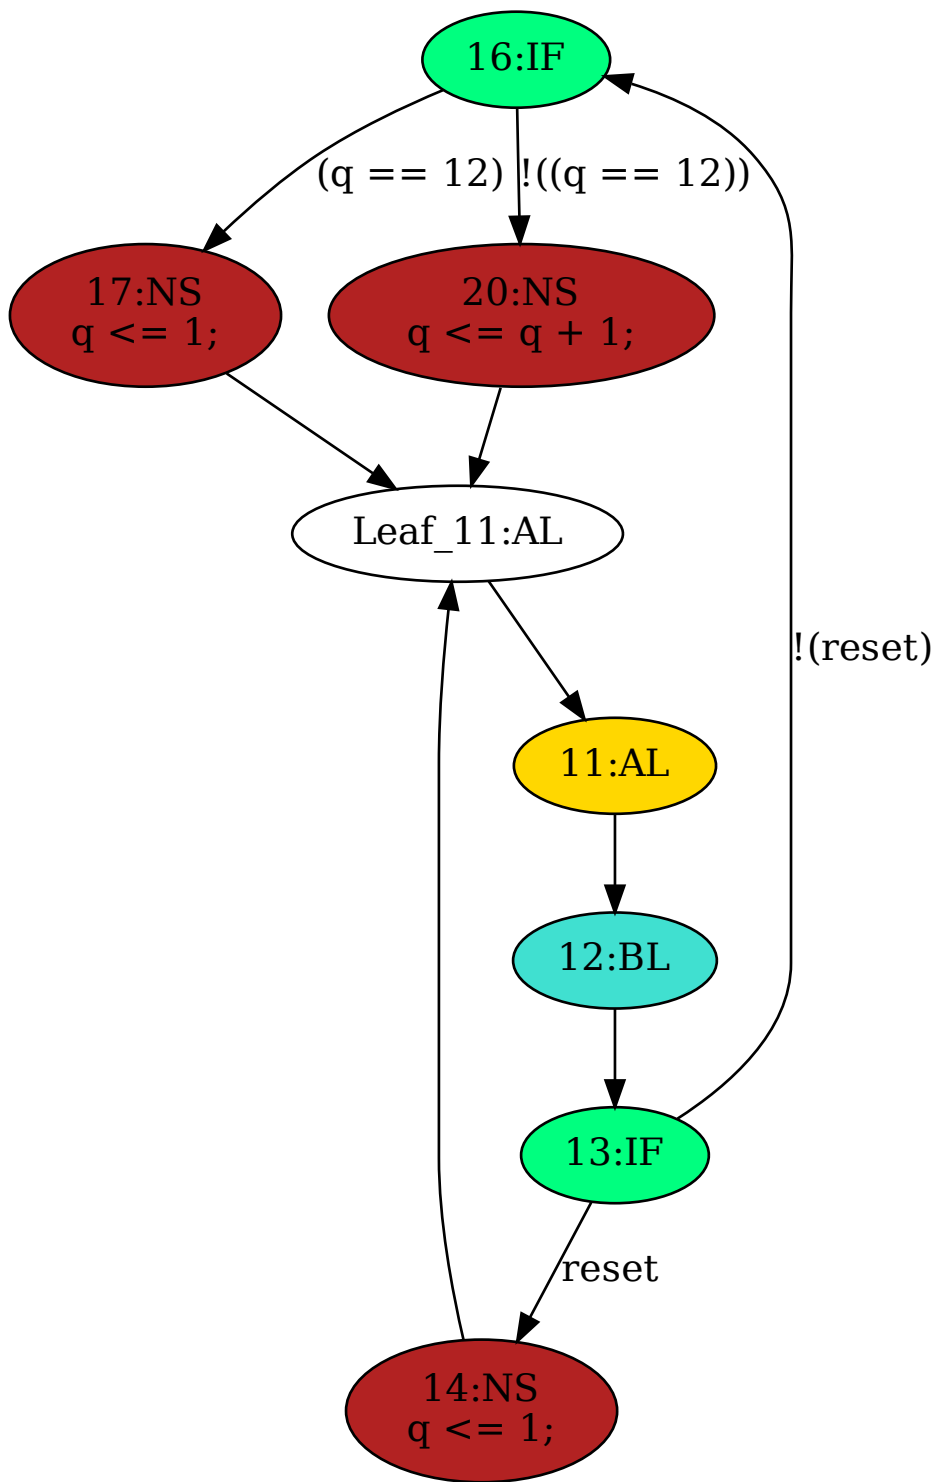 16:IF
(q == 12)
!((q == 12))
17:NS
q <= 1;
20:NS
q <= q + 1;
Leaf_11:AL
!(reset)
11:AL
12:BL
13:IF
reset
14:NS
q <= 1;